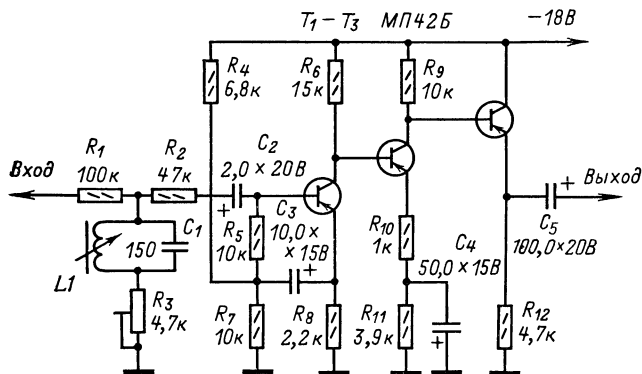 T₁ – T₃ МП42Б
–18В
R₄
6,8к
R₆
15к
R₉
10к
Вход
R₁
100к
R₂
47к
C₂
2,0 × 20В
Выход
C₁
150
L1
R₅
10к
C₃
10,0 ×
× 15В
R₁₀
1к
C₄
50,0 × 15В
C₅
100,0 × 20В
R₃
4,7к
R₇
10к
R₈
2,2к
R₁₁
3,9к
R₁₂
4,7к